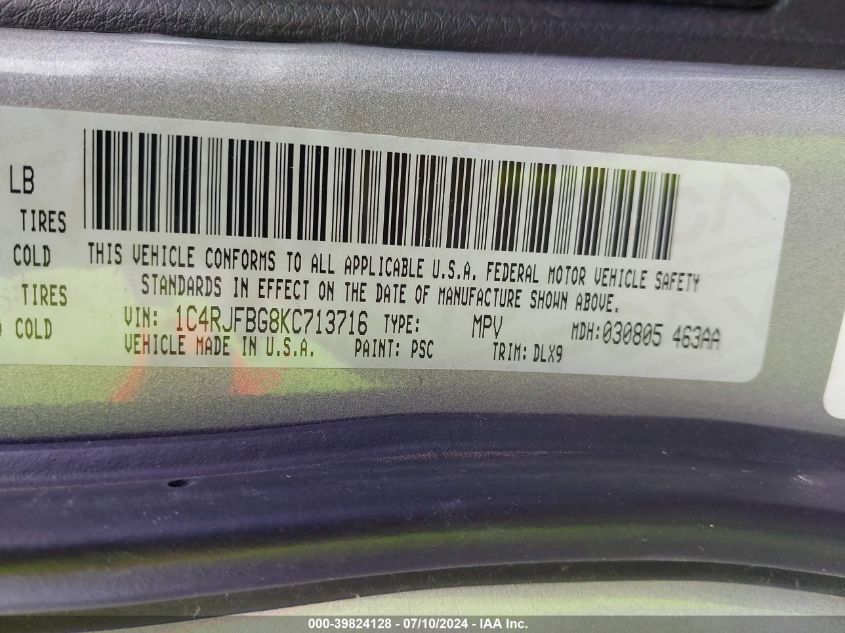 LB
TIRES
COLD
TIRES
COLD
THIS VEHICLE CONFORMS TO ALL APPLICABLE U.S.A. FEDERAL MOTOR VEHICLE SAFETY
STANDARDS IN EFFECT ON THE DATE OF MANUFACTURE SHOWN ABOVE.
VIN: 1C4RJFBG8KC713716 TYPE: MPV MDH:030805 463AA
VEHICLE MADE IN U.S.A. PAINT: PSC TRIM: DLX9
000-39824128 - 07/10/2024 - IAA Inc.